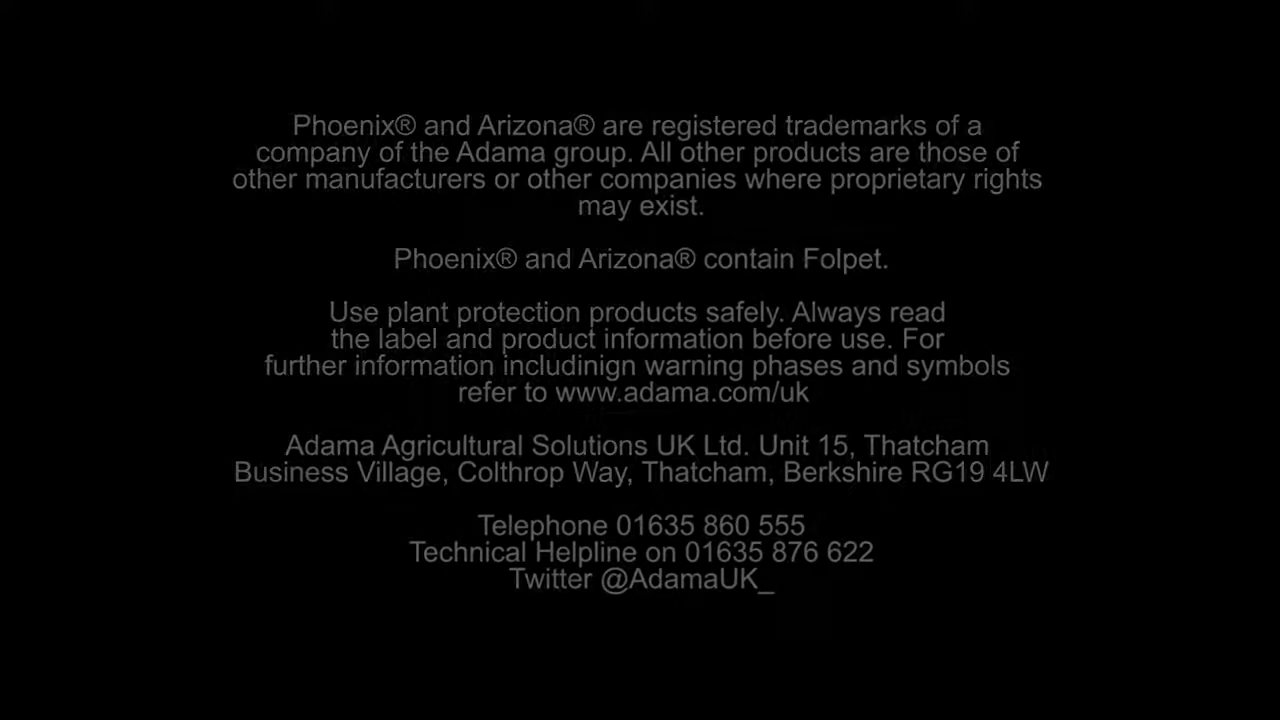 Phoenix® and Arizona® are registered trademarks of a
company of the Adama group. All other products are those of
other manufacturers or other companies where proprietary rights
may exist.
Phoenix® and Arizona® contain Folpet.
Use plant protection products safely. Always read
the label and product information before use. For
further information includinign warning phases and symbols
refer to www.adama.com/uk
Adama Agricultural Solutions UK Ltd. Unit 15, Thatcham
Business Village, Colthrop Way, Thatcham, Berkshire RG19 4LW
Telephone 01635 860 555
Technical Helpline on 01635 876 622
Twitter @AdamaUK_